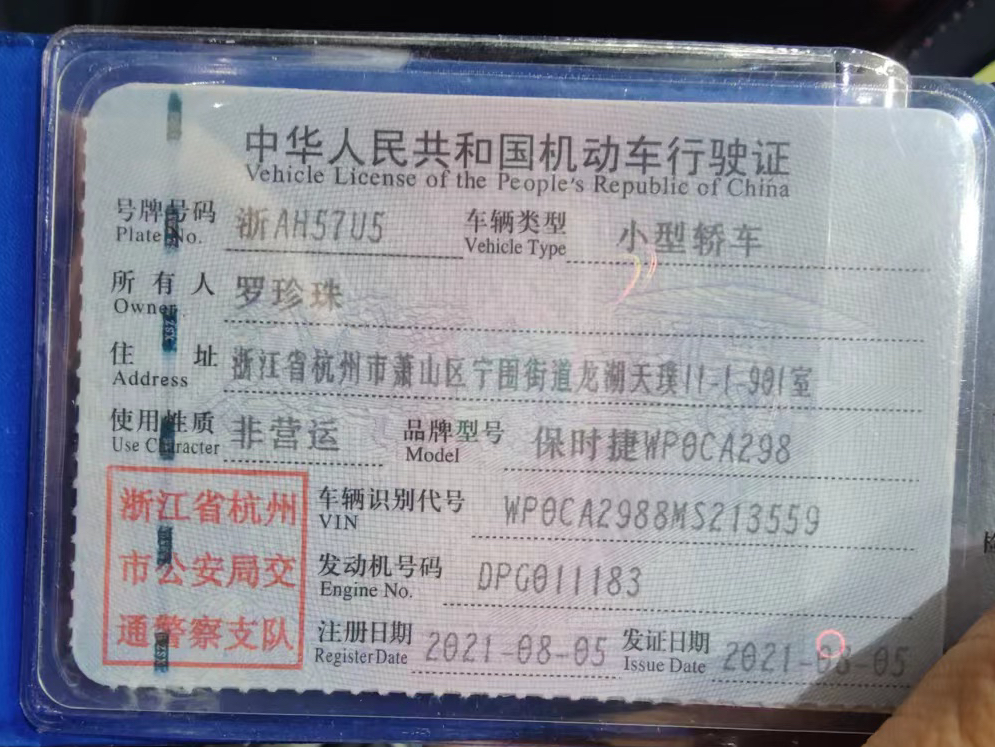 中华人民共和国机动车行驶证
Vehicle License of the People's Republic of China
号牌号码 浙AH57U5 车辆类型 小型轿车
Plate No. Vehicle Type
所有人 罗珍珠
Owner
住址 浙江省杭州市萧山区宁围街道龙湖天璞11-1-901室
Address
使用性质 非营运 品牌型号 保时捷WP0CA298
Use Character Model
浙江省杭州 车辆识别代号 WP0CA2988MS213559
VIN
市公安局交 发动机号码 DPG011183
Engine No.
通警察支队 注册日期 2021-08-05 发证日期 2021-08-05
Register Date Issue Date